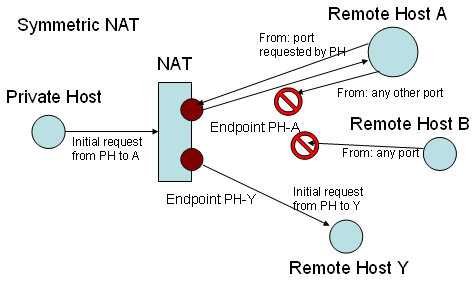 Symmetric NAT
Remote Host A
From: port
requested by PH
NAT
Private Host
From: any other port
Endpoint PH-A
Remote Host B
Initial request
from PH to A
From: any port
Endpoint PH-Y
Initial request
from PH to Y
Remote Host Y